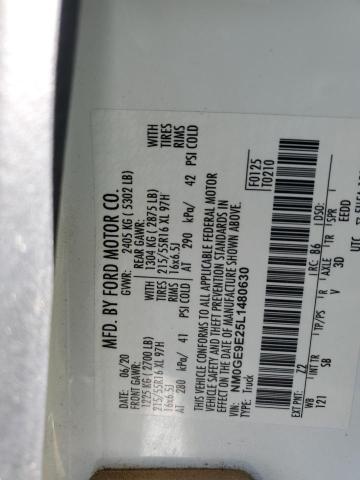 MFD. BY FORD MOTOR CO.
DATE: 06/20 GVWR: 2405 KG ( 5302 LB)
FRONT GAWR: REAR GAWR:
1225 KG ( 2700 LB) 1304 KG ( 2875 LB) WITH
215/55R16 XL 97H 215/55R16 XL 97H TIRES
16x6.5J 16x6.5J RIMS
AT 280 kPa/ 41 PSI COLD AT 290 kPa/ 42 PSI COLD
THIS VEHICLE CONFORMS TO ALL APPLICABLE FEDERAL MOTOR
VEHICLE SAFETY AND THEFT PREVENTION STANDARDS IN
EFFECT ON THE DATE OF MANUFACTURE SHOWN ABOVE.
VIN: NM0GE9E25L1480630 F0125
TYPE: Truck T0210
EXT PNT: Z2 RC: 86 DSO:
WB INT TR TP/PS R AXLE TR SPR
121 SB V 3D EEDD
UTC